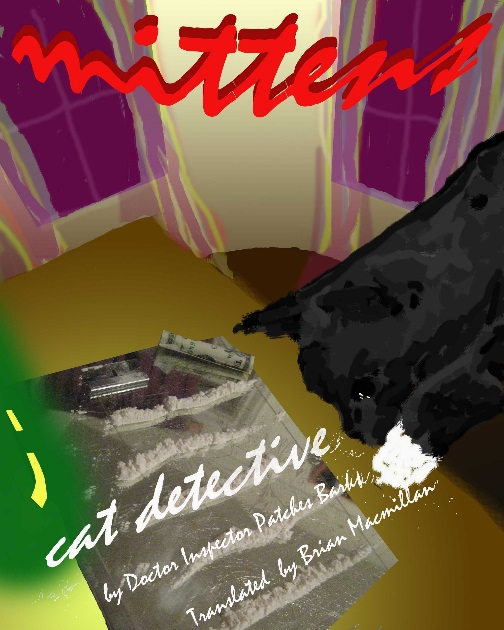 mittens
cat detective
by Doctor Inspector Patches Barkk
Translated by Brian Macmillan